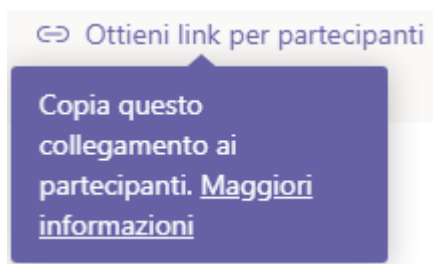 Ottieni link per partecipanti
Copia questo
collegamento ai
partecipanti. Maggiori
informazioni